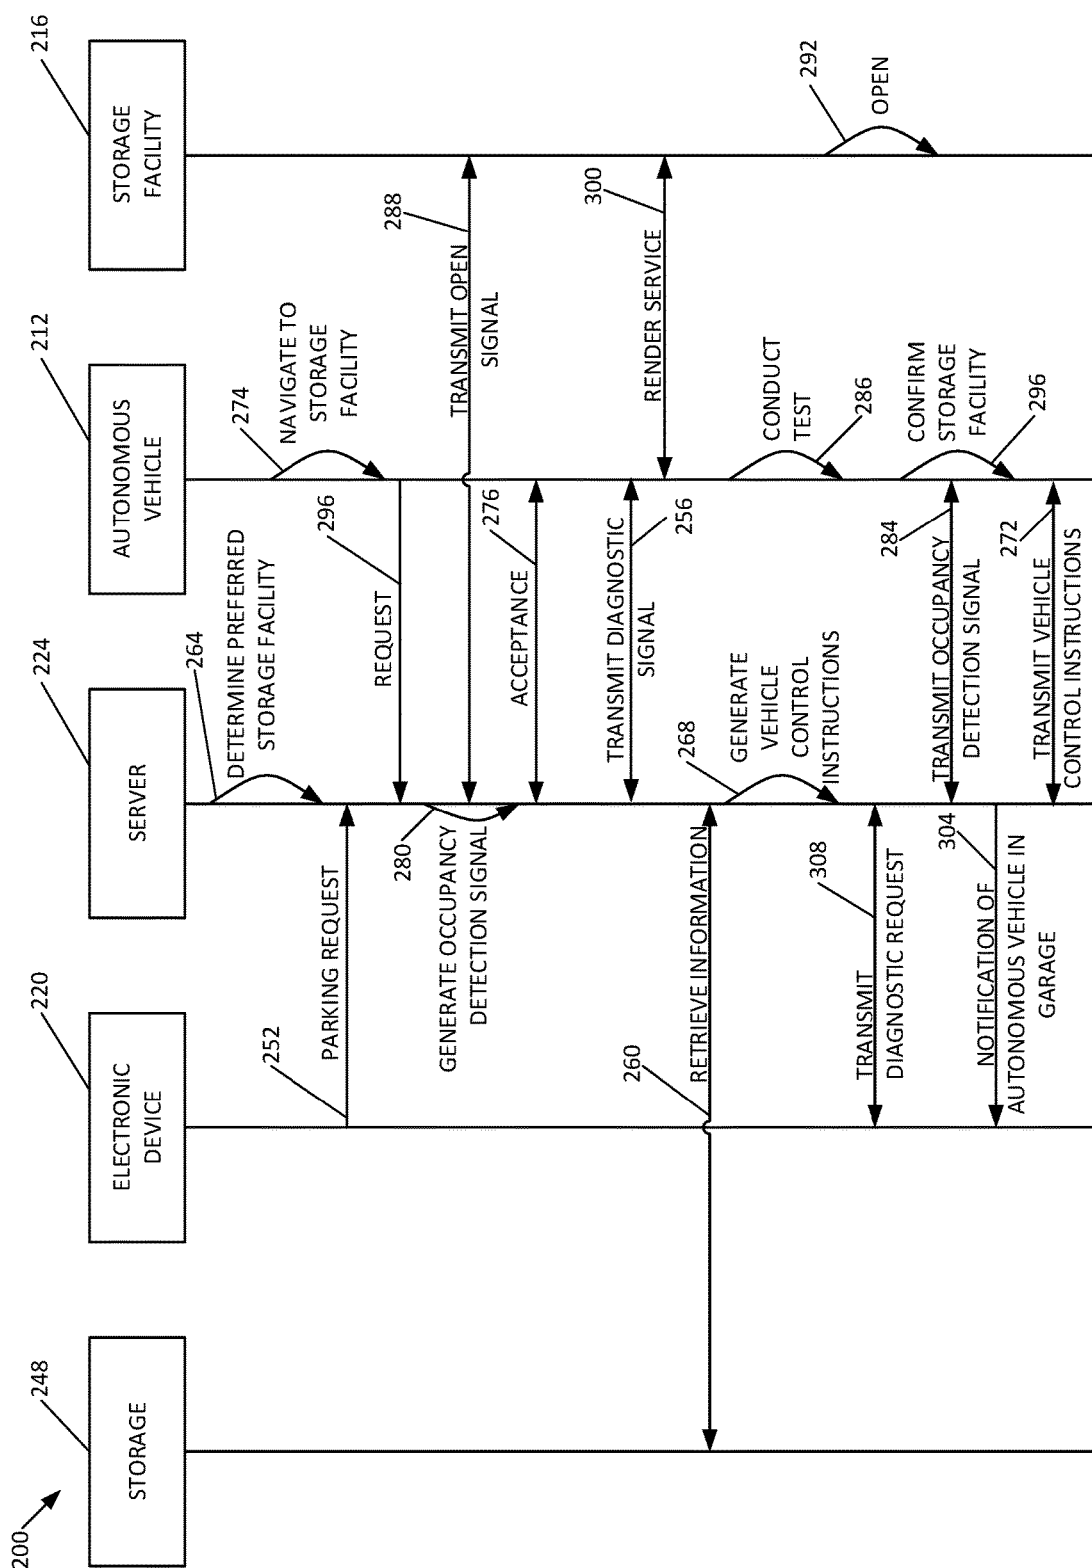 200
248
STORAGE
220
ELECTRONIC
DEVICE
224
SERVER
212
AUTONOMOUS
VEHICLE
216
STORAGE
FACILITY
264
DETERMINE PREFERRED
STORAGE FACILITY
274
NAVIGATE TO
STORAGE
FACILITY
252
PARKING REQUEST
296
REQUEST
288
TRANSMIT OPEN
SIGNAL
280
GENERATE OCCUPANCY
DETECTION SIGNAL
276
ACCEPTANCE
256
TRANSMIT DIAGNOSTIC
SIGNAL
300
RENDER SERVICE
260
RETRIEVE INFORMATION
268
GENERATE
VEHICLE
CONTROL
INSTRUCTIONS
CONDUCT
TEST
286
292
OPEN
308
TRANSMIT
DIAGNOSTIC REQUEST
284
TRANSMIT OCCUPANCY
DETECTION SIGNAL
CONFIRM
STORAGE
FACILITY
296
304
NOTIFICATION OF
AUTONOMOUS VEHICLE IN
GARAGE
272
TRANSMIT VEHICLE
CONTROL INSTRUCTIONS